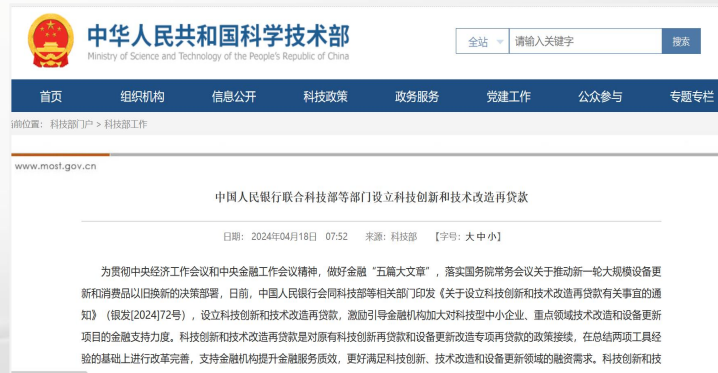 中华人民共和国科学技术部
Ministry of Science and Technology of the People's Republic of China
全站 请输入关键字 搜索
首页 组织机构 信息公开 科技政策 政务服务 党建工作 公众参与 专题专栏
当前位置： 科技部门户 > 科技部工作
www.most.gov.cn
中国人民银行联合科技部等部门设立科技创新和技术改造再贷款
日期： 2024年04月18日 07:52 来源：科技部 【字号：大 中 小】
为贯彻中央经济工作会议和中央金融工作会议精神，做好金融“五篇大文章”，落实国务院常务会议关于推动新一轮大规模设备更
新和消费品以旧换新的决策部署，日前，中国人民银行会同科技部等相关部门印发《关于设立科技创新和技术改造再贷款有关事宜的通
知》（银发[2024]72号），设立科技创新和技术改造再贷款，激励引导金融机构加大对科技型中小企业、重点领域技术改造和设备更新
项目的金融支持力度。科技创新和技术改造再贷款是对原有科技创新再贷款和设备更新改造专项再贷款的政策接续，在总结两项工具经
验的基础上进行改革完善，支持金融机构提升金融服务质效，更好满足科技创新、技术改造和设备更新领域的融资需求。科技创新和技